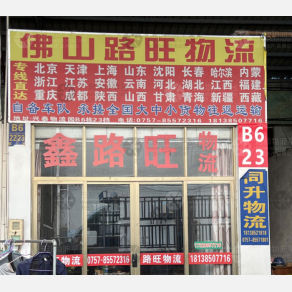 佛山路旺物流
专线直达
北京 天津 上海 山东 沈阳 长春 哈尔滨 内蒙
浙江 江苏 安徽 云南 河北 湖北 江西 福建
重庆 成都 陕西 山西 甘肃 青海 新疆 西藏
自备车队 承接全国大中小货物往返运输
0757-85572316 18138507716
B6
2223
鑫路旺物流
B6
23
司升物流
物流 0757-85572316 路旺物流 18138507716